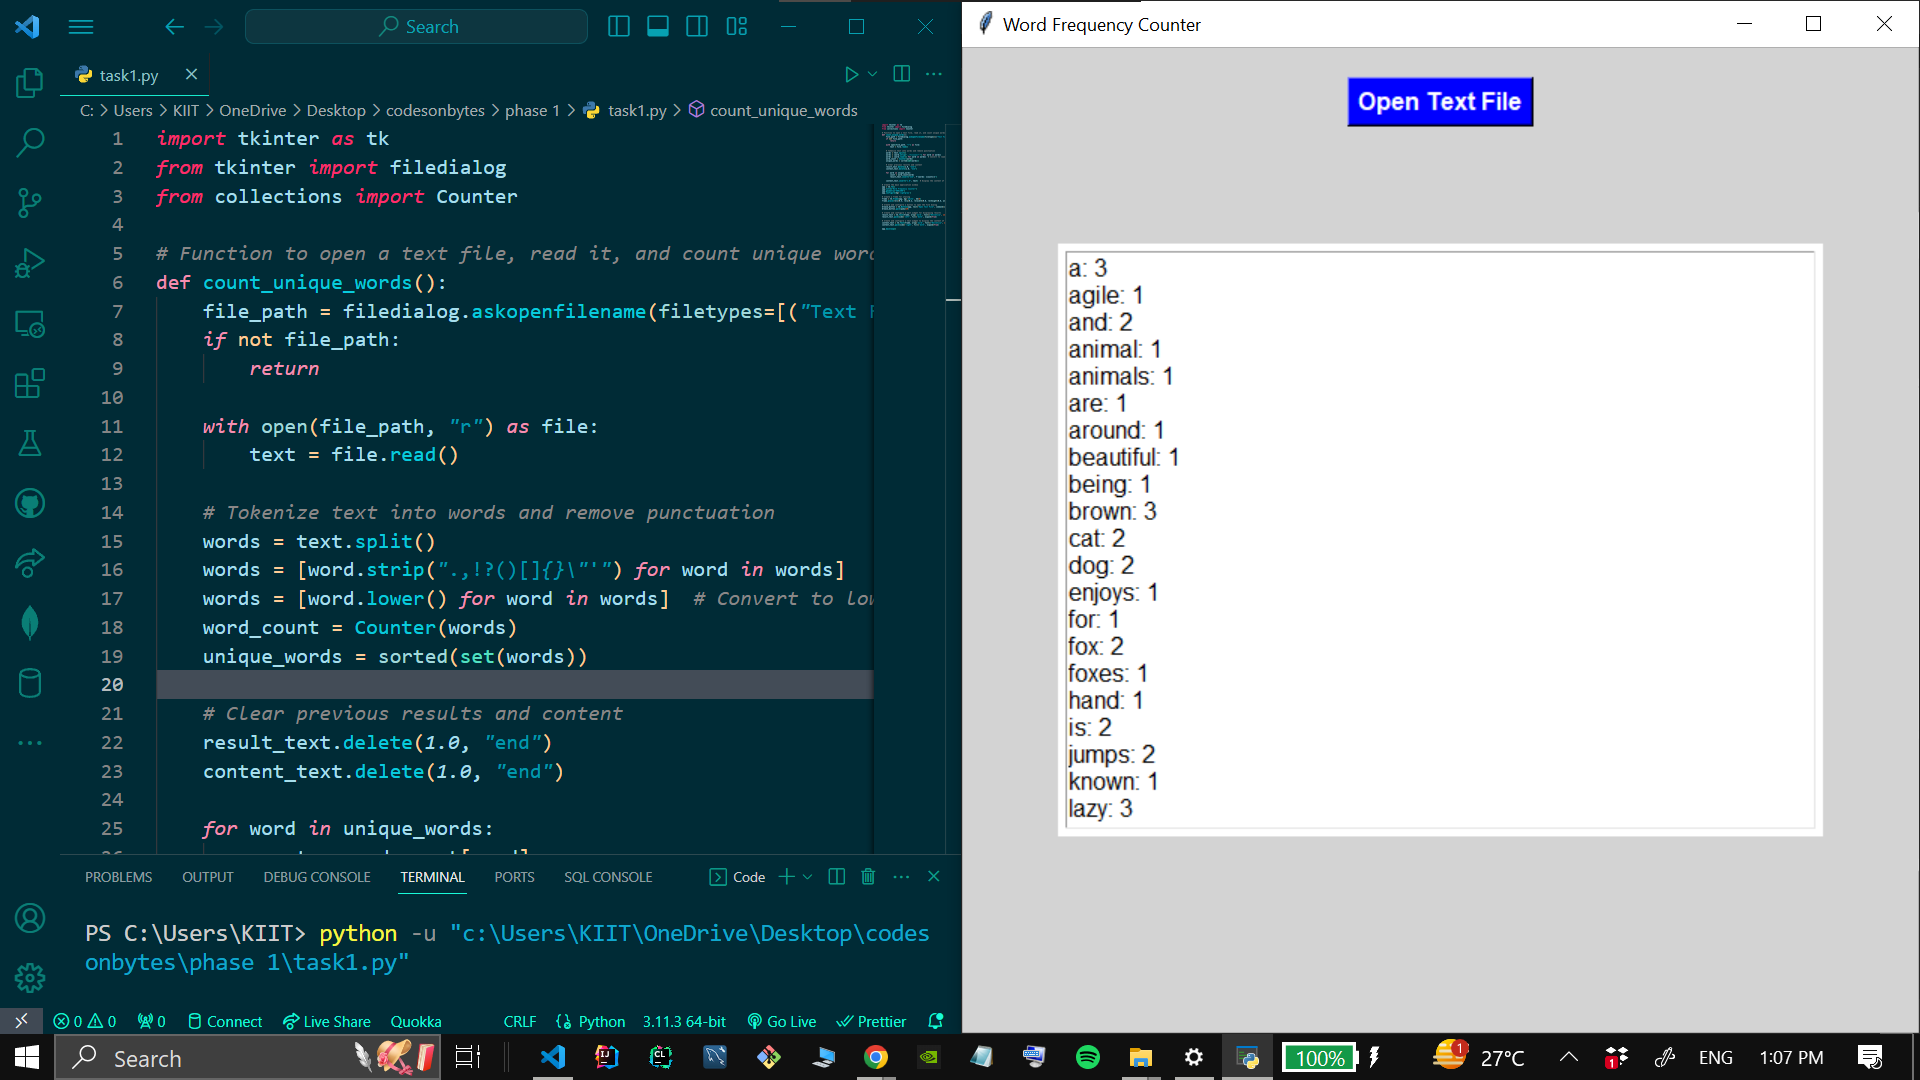 Search
task1.py
C: > Users > KIIT > OneDrive > Desktop > codesonbytes > phase 1 > task1.py > count_unique_words
1 import tkinter as tk
2 from tkinter import filedialog
3 from collections import Counter
4
5 # Function to open a text file, read it, and count unique
6 def count_unique_words():
7 file_path = filedialog.askopenfilename(filetypes=[("Text
8 if not file_path:
9 return
10
11 with open(file_path, "r") as file:
12 text = file.read()
13
14 # Tokenize text into words and remove punctuation
15 words = text.split()
16 words = [word.strip(".,!?()[]{}\"'") for word in words]
17 words = [word.lower() for word in words] # Convert to
18 word_count = Counter(words)
19 unique_words = sorted(set(words))
20
21 # Clear previous results and content
22 result_text.delete(1.0, "end")
23 content_text.delete(1.0, "end")
24
25 for word in unique_words:
PROBLEMS OUTPUT DEBUG CONSOLE TERMINAL PORTS SQL CONSOLE Code
PS C:\Users\KIIT> python -u "c:\Users\KIIT\OneDrive\Desktop\codes
onbytes\phase 1\task1.py"
0 0 0 Connect Live Share Quokka CRLF Python 3.11.3 64-bit Go Live Prettier
Word Frequency Counter
Open Text File
a: 3
agile: 1
and: 2
animal: 1
animals: 1
are: 1
around: 1
beautiful: 1
being: 1
brown: 3
cat: 2
dog: 2
enjoys: 1
for: 1
fox: 2
foxes: 1
hand: 1
is: 2
jumps: 2
known: 1
lazy: 3
Search 100% 1 27°C 1 ENG 1:07 PM